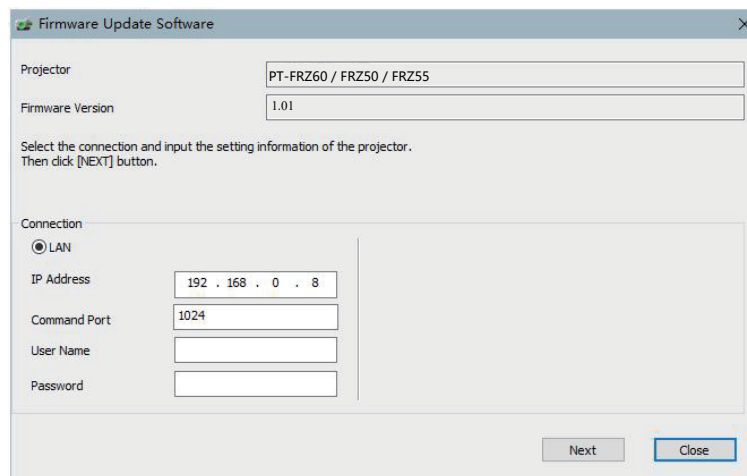 Firmware Update Software
Projector PT-FRZ60 / FRZ50 / FRZ55
Firmware Version 1.01
Select the connection and input the setting information of the projector.
Then click [NEXT] button.
Connection
LAN
IP Address 192 . 168 . 0 . 8
Command Port 1024
User Name
Password
Next Close